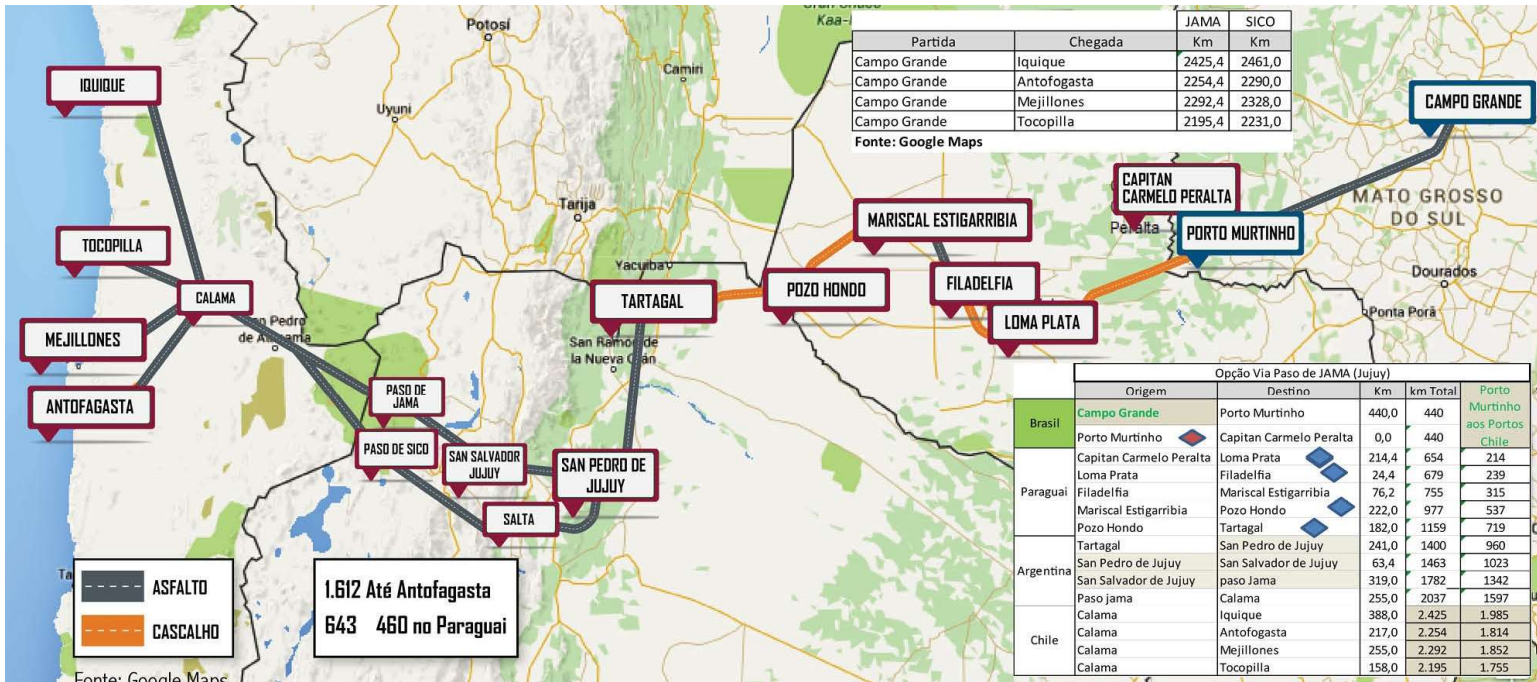 Potosí
Kaa-
Camiri
Uyuni
Tarija
Yacuiba
San Ramón de
la Nueva Orán
San Pedro
de Atacama
MATO GROSSO
DO SUL
Dourados
Ponta Porã
Peralta
IQUIQUE
TOCOPILLA
CALAMA
MEJILLONES
ANTOFAGASTA
PASO DE
JAMA
PASO DE SICO
SAN SALVADOR
JUJUY
SALTA
SAN PEDRO DE
JUJUY
TARTAGAL
POZO HONDO
MARISCAL ESTIGARRIBIA
FILADELFIA
LOMA PLATA
CAPITAN
CARMELO PERALTA
PORTO MURTINHO
CAMPO GRANDE
JAMA SICO
Partida Chegada Km Km
Campo Grande Iquique 2425,4 2461,0
Campo Grande Antofogasta 2254,4 2290,0
Campo Grande Mejillones 2292,4 2328,0
Campo Grande Tocopilla 2195,4 2231,0
Fonte: Google Maps
ASFALTO
CASCALHO
1.612 Até Antofagasta
643 460 no Paraguai
Fonte: Google Maps
Opção Via Paso de JAMA (Jujuy)
Origem Destino Km km Total Porto Murtinho aos Portos Chile
Brasil
Campo Grande Porto Murtinho 440,0 440
Porto Murtinho Capitan Carmelo Peralta 0,0 440
Paraguai
Capitan Carmelo Peralta Loma Prata 214,4 654 214
Loma Prata Filadelfia 24,4 679 239
Filadelfia Mariscal Estigarribia 76,2 755 315
Mariscal Estigarribia Pozo Hondo 222,0 977 537
Pozo Hondo Tartagal 182,0 1159 719
Argentina
Tartagal San Pedro de Jujuy 241,0 1400 960
San Pedro de Jujuy San Salvador de Jujuy 63,4 1463 1023
San Salvador de Jujuy paso Jama 319,0 1782 1342
Paso jama Calama 255,0 2037 1597
Chile
Calama Iquique 388,0 2.425 1.985
Calama Antofogasta 217,0 2.254 1.814
Calama Mejillones 255,0 2.292 1.852
Calama Tocopilla 158,0 2.195 1.755